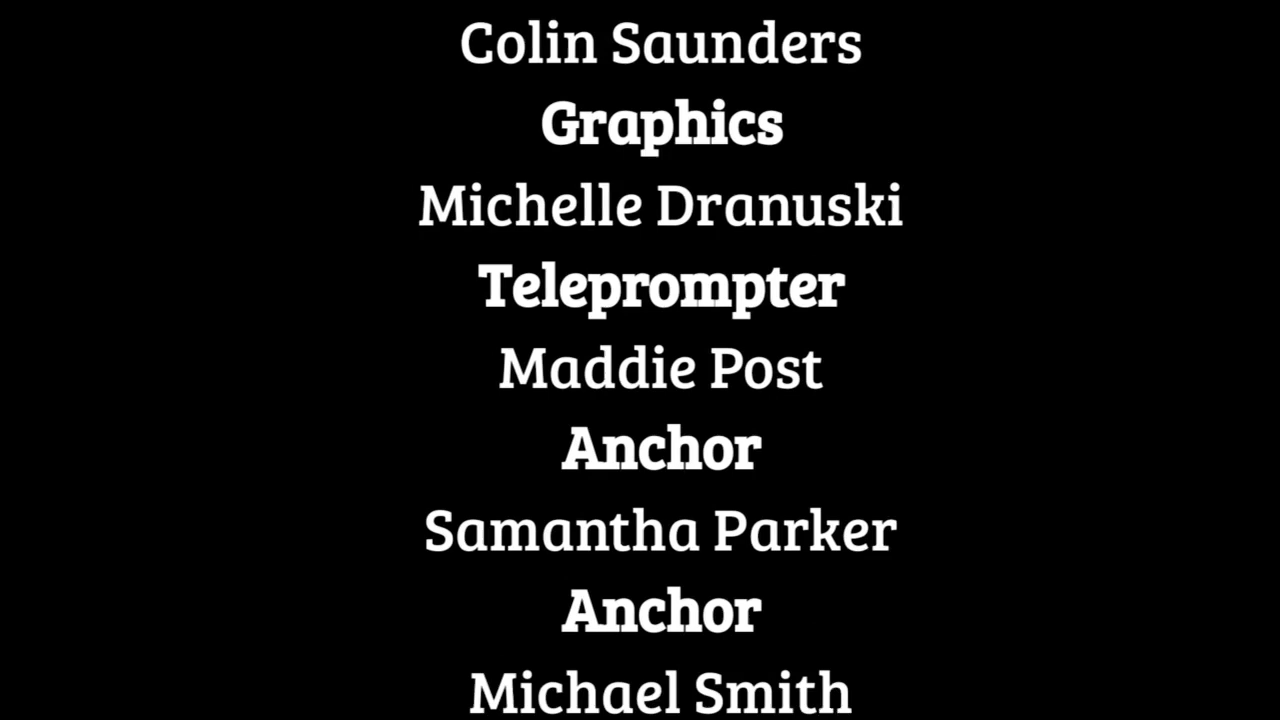 Colin Saunders
Graphics
Michelle Dranuski
Teleprompter
Maddie Post
Anchor
Samantha Parker
Anchor
Michael Smith